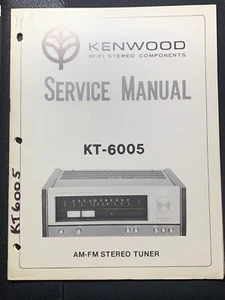 KENWOOD
HI/FI STEREO COMPONENTS
SERVICE MANUAL
KT-6005
AM-FM STEREO TUNER
KT6005